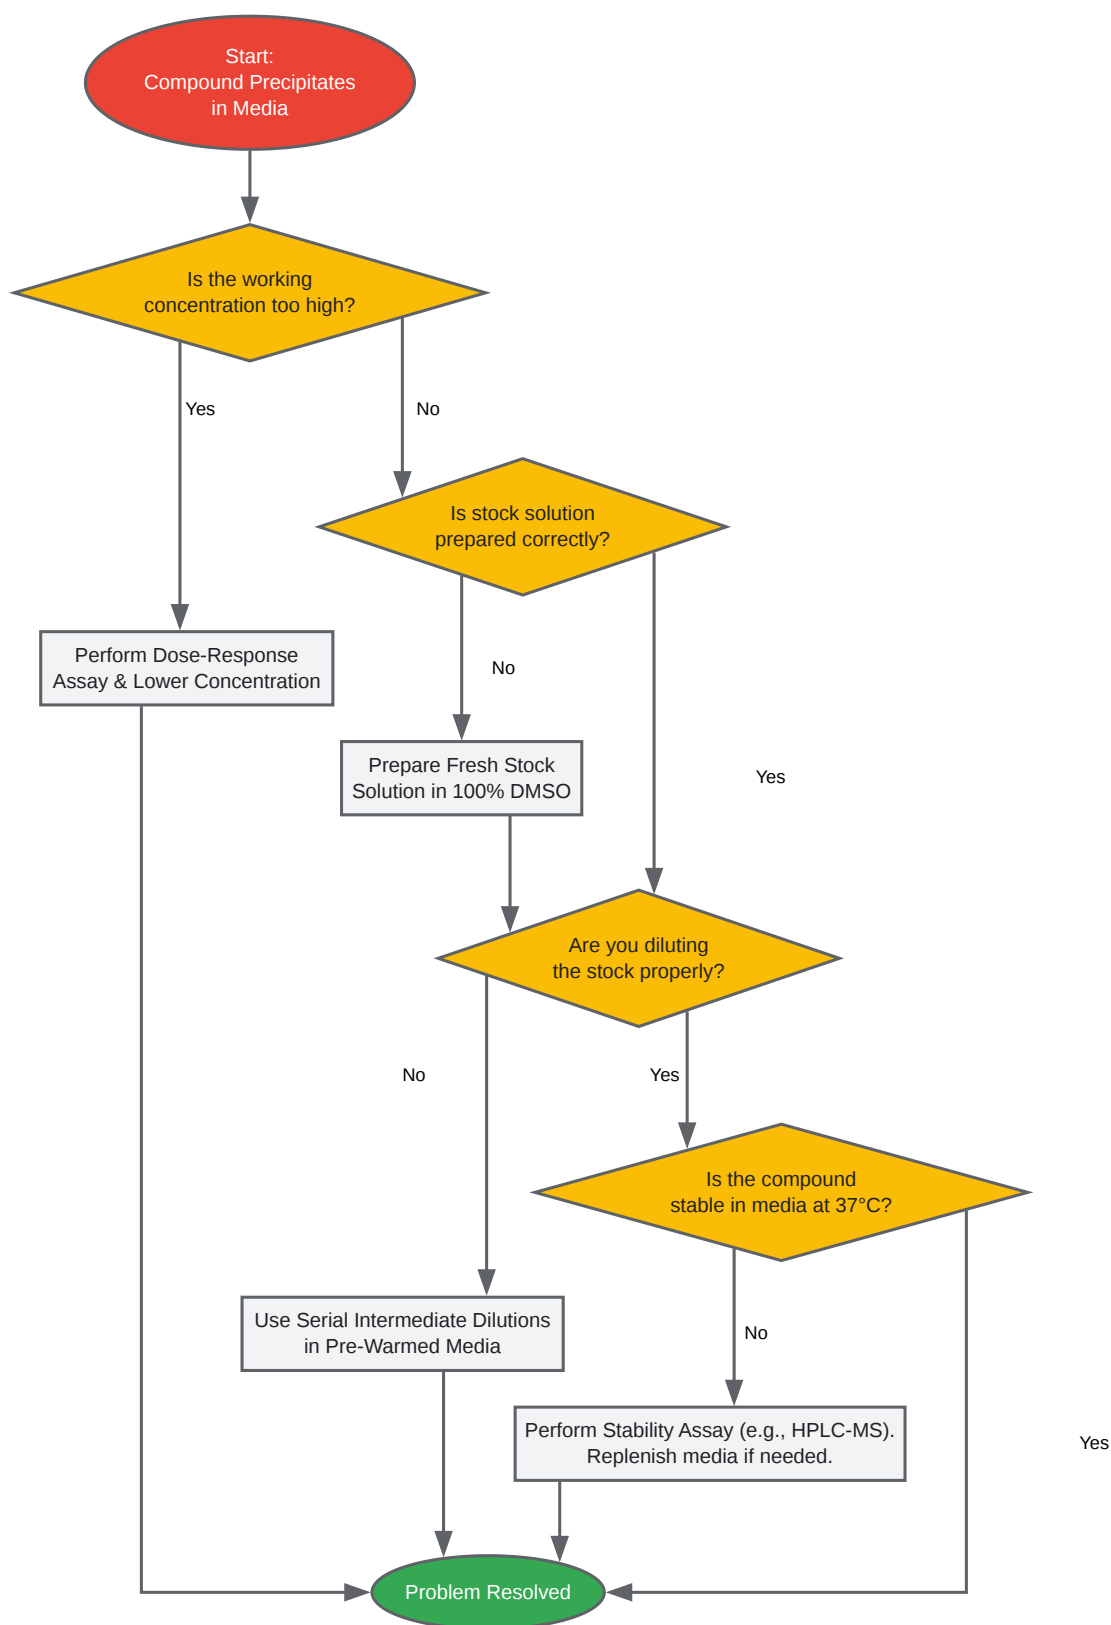 Start:
Compound Precipitates
in Media
Is the working
concentration too high?
Yes
No
Is stock solution
prepared correctly?
Perform Dose-Response
Assay & Lower Concentration
No
Prepare Fresh Stock
Solution in 100% DMSO
Yes
Are you diluting
the stock properly?
No
Yes
Is the compound
stable in media at 37°C?
Use Serial Intermediate Dilutions
in Pre-Warmed Media
No
Perform Stability Assay (e.g., HPLC-MS).
Replenish media if needed.
Yes
Problem Resolved